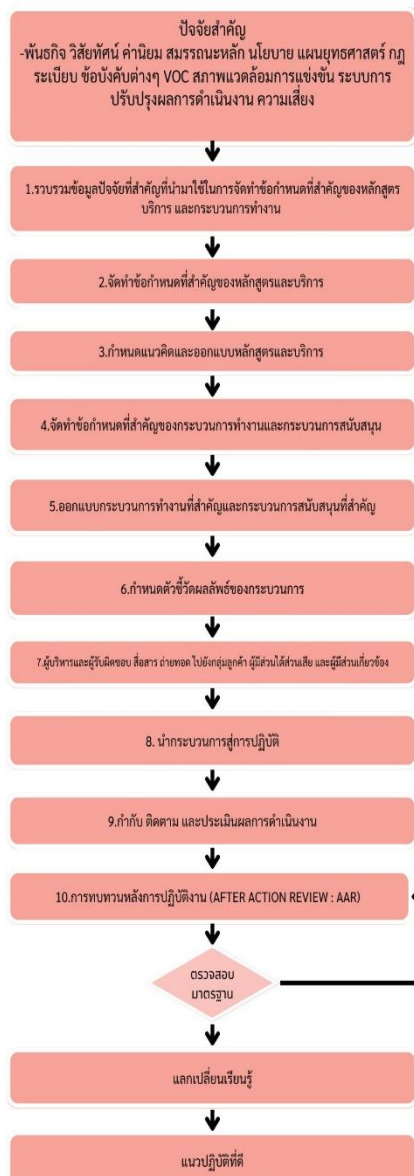 ปัจจัยสำคัญ
-พันธกิจ วิสัยทัศน์ ค่านิยม สมรรถนะหลัก นโยบาย แผนยุทธศาสตร์ กฎ
ระเบียบ ข้อบังคับต่างๆ VOC สภาพแวดล้อมการแข่งขัน ระบบการ
ปรับปรุงผลการดำเนินงาน ความเสี่ยง
1.รวบรวมข้อมูลปัจจัยที่สำคัญที่นำมาใช้ในการจัดทำข้อกำหนดที่สำคัญของหลักสูตร
บริการ และกระบวนการทำงาน
2.จัดทำข้อกำหนดที่สำคัญของหลักสูตรและบริการ
3.กำหนดแนวคิดและออกแบบหลักสูตรและบริการ
4.จัดทำข้อกำหนดที่สำคัญของกระบวนการทำงานและกระบวนการสนับสนุน
5.ออกแบบกระบวนการทำงานที่สำคัญและกระบวนการสนับสนุนที่สำคัญ
6.กำหนดตัวชี้วัดผลลัพธ์ของกระบวนการ
7.ผู้บริหารและผู้รับผิดชอบ สื่อสาร ถ่ายทอด ไปยังกลุ่มลูกค้า ผู้มีส่วนได้ส่วนเสีย และผู้มีส่วนเกี่ยวข้อง
8. นำกระบวนการสู่การปฏิบัติ
9.กำกับ ติดตาม และประเมินผลการดำเนินงาน
10.การทบทวนหลังการปฏิบัติงาน (AFTER ACTION REVIEW : AAR)
ตรวจสอบ
มาตรฐาน
แลกเปลี่ยนเรียนรู้
แนวปฏิบัติที่ดี